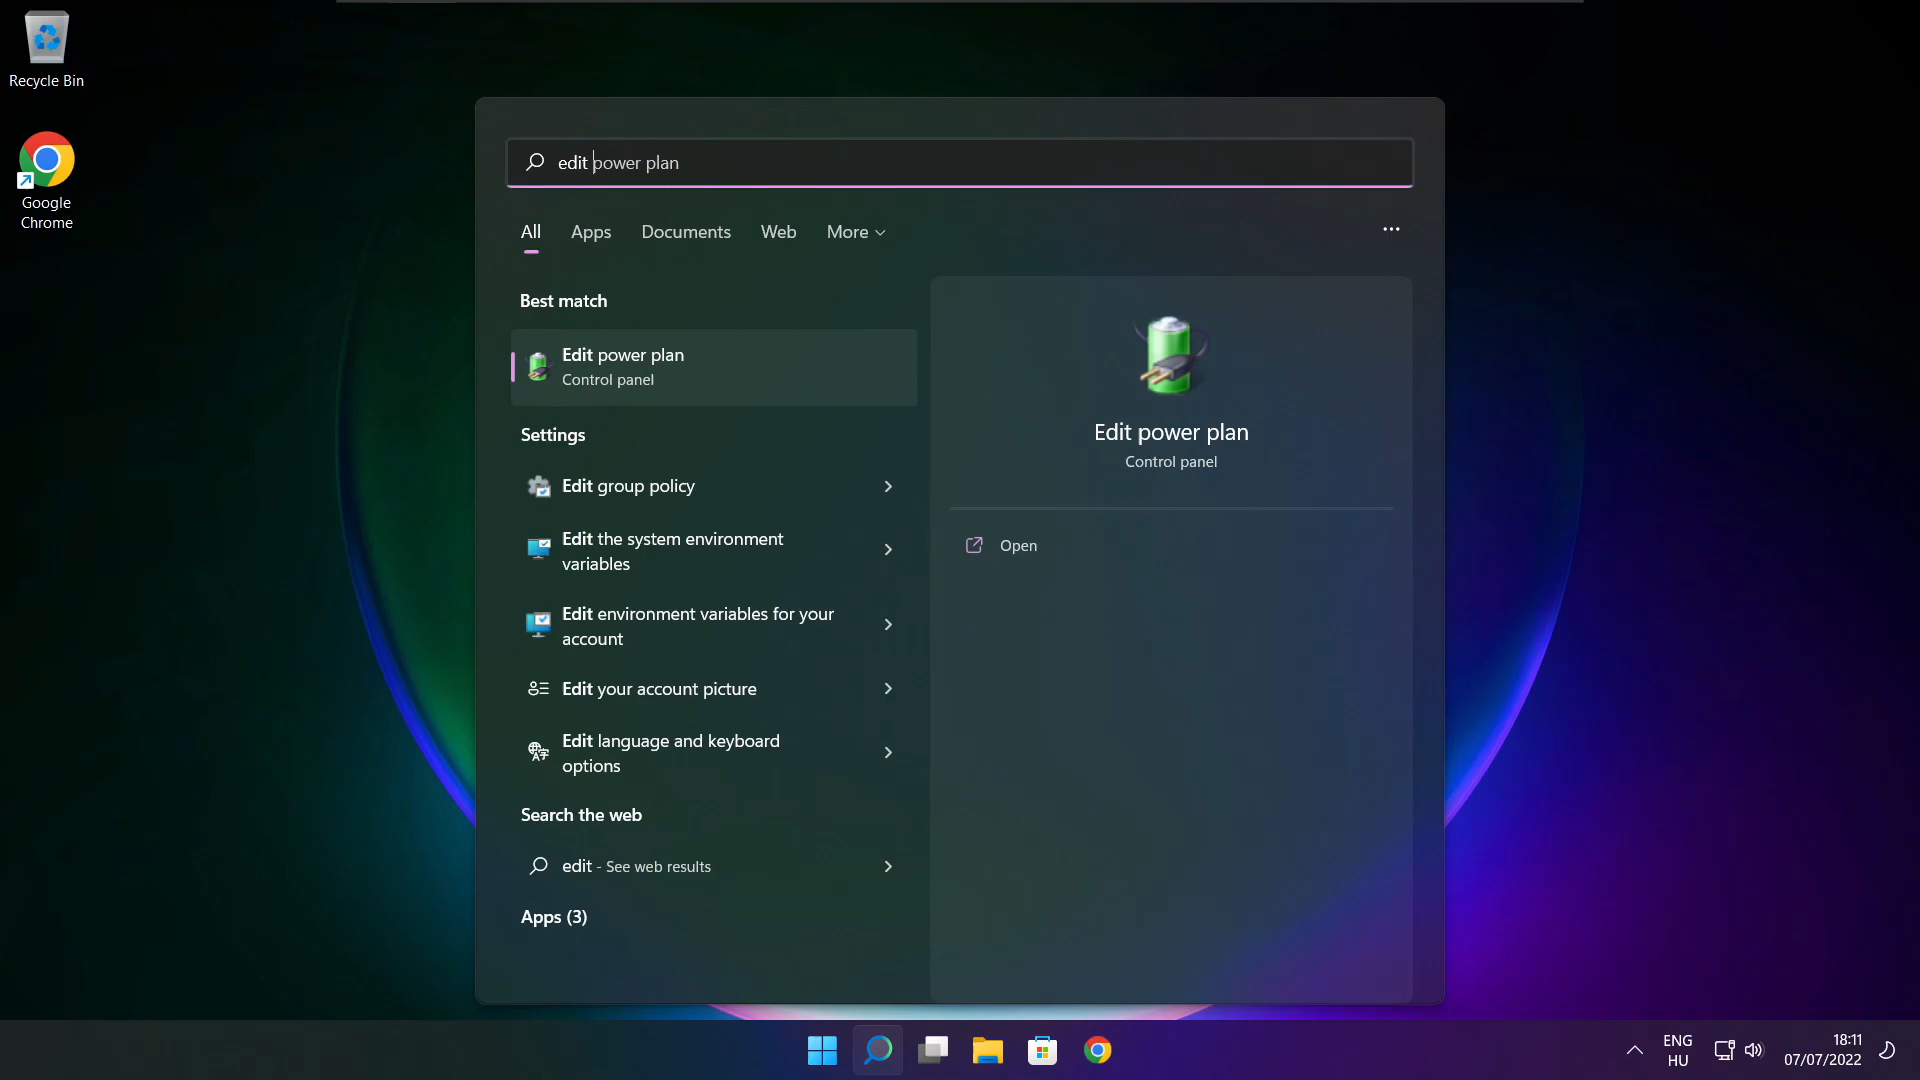 Recycle Bin
Google
Chrome
edit power plan
All
Apps
Documents
Web
More
Best match
Edit power plan
Control panel
Settings
Edit group policy
Edit the system environment
variables
Edit environment variables for your
account
Edit your account picture
Edit language and keyboard
options
Search the web
edit - See web results
Apps (3)
Edit power plan
Control panel
Open
ENG
HU
18:11
07/07/2022